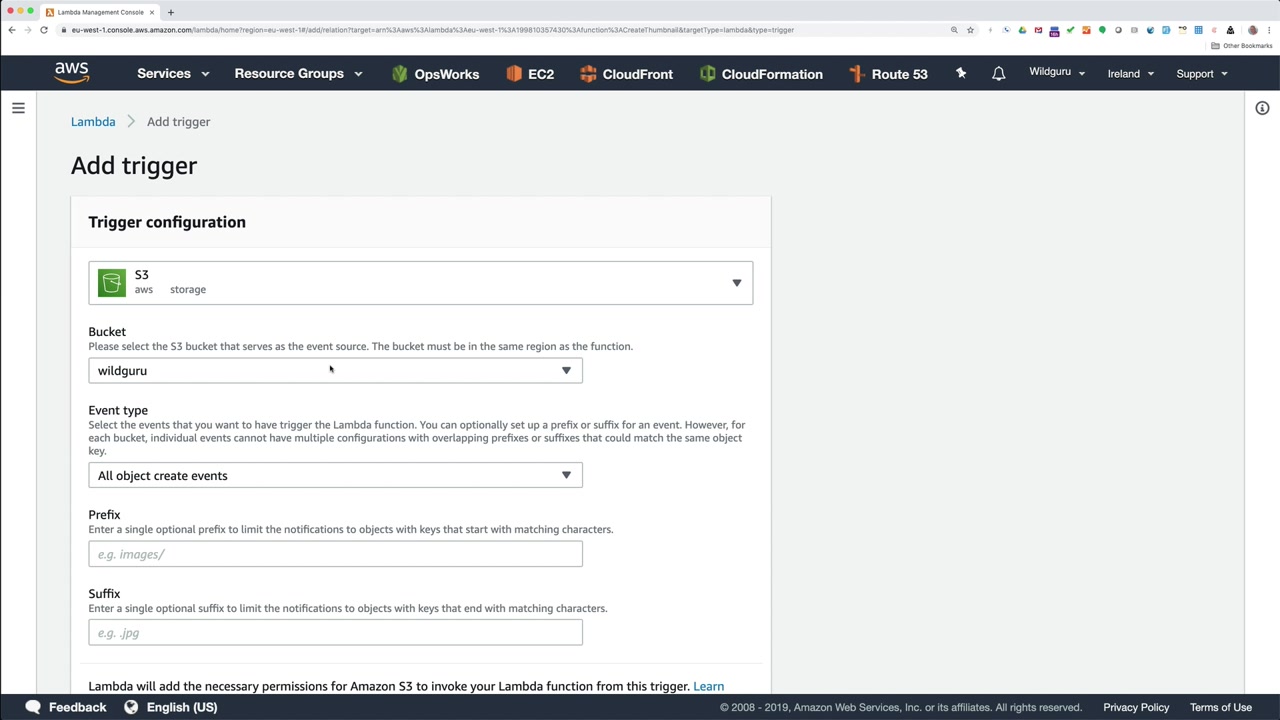 Lambda Management Console
eu-west-1.console.aws.amazon.com/lambda/home?region=eu-west-1#/add/relation?target=arn%3Aaws%3Alambda%3Aeu-west-1%3A199810357430%3Afunction%3ACreateThumbnail&targetType=lambda&type=trigger
Other Bookmarks
aws Services Resource Groups OpsWorks EC2 CloudFront CloudFormation Route 53 Wildguru Ireland Support
Lambda Add trigger
Add trigger
Trigger configuration
S3
aws storage
Bucket
Please select the S3 bucket that serves as the event source. The bucket must be in the same region as the function.
wildguru
Event type
Select the events that you want to have trigger the Lambda function. You can optionally set up a prefix or suffix for an event. However, for
each bucket, individual events cannot have multiple configurations with overlapping prefixes or suffixes that could match the same object
key.
All object create events
Prefix
Enter a single optional prefix to limit the notifications to objects with keys that start with matching characters.
e.g. images/
Suffix
Enter a single optional suffix to limit the notifications to objects with keys that end with matching characters.
e.g. .jpg
Lambda will add the necessary permissions for Amazon S3 to invoke your Lambda function from this trigger. Learn
Feedback English (US) © 2008 - 2019, Amazon Web Services, Inc. or its affiliates. All rights reserved. Privacy Policy Terms of Use